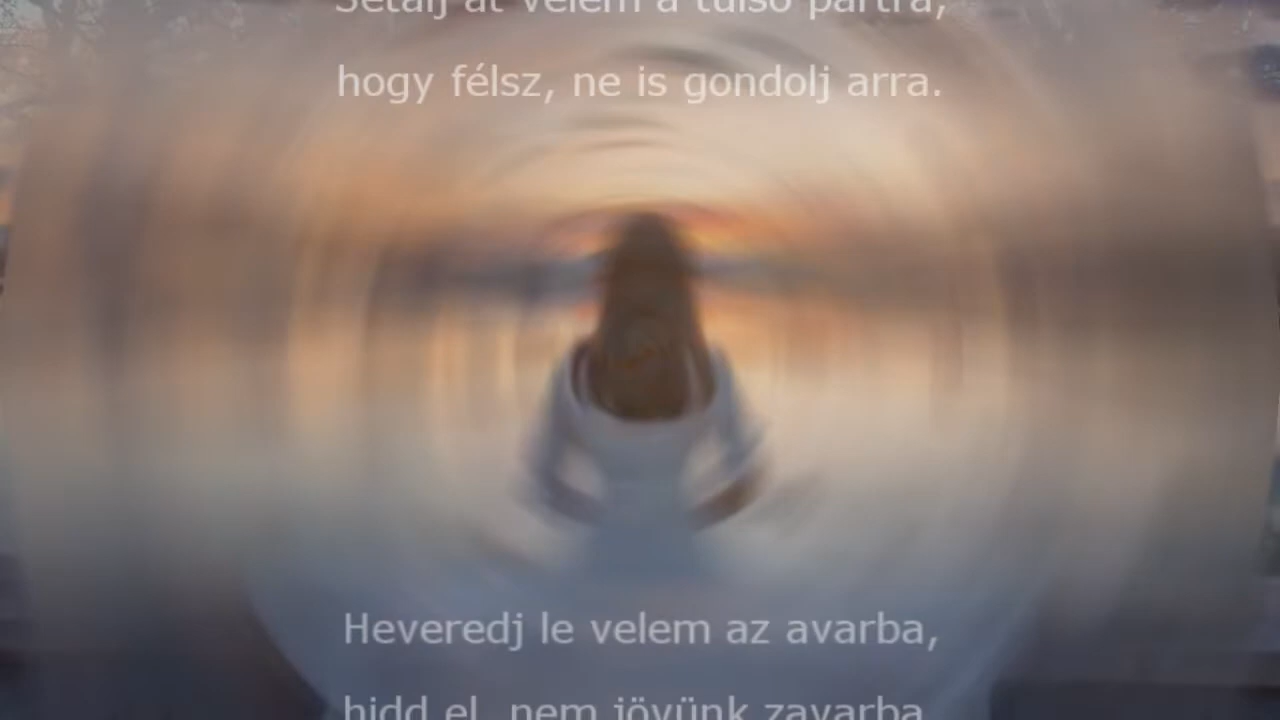 Sétálj át velem a túlsó partra,
hogy félsz, ne is gondolj arra.
Heveredj le velem az avarba,
hidd el, nem jövünk zavarba